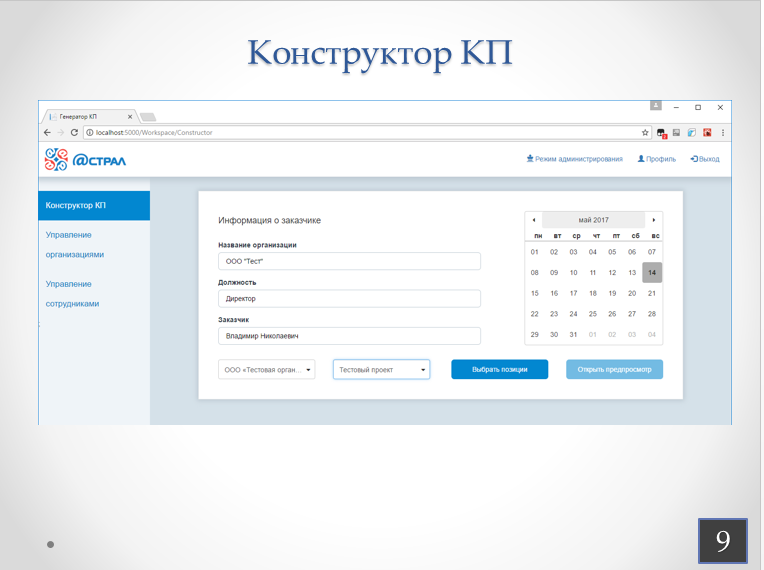 Конструктор КП
Генератор КП
localhost:5000/Workspace/Constructor
@СТРАЛ
Режим администрирования Профиль Выход
Конструктор КП
Управление
организациями
Управление
сотрудниками
Информация о заказчике
Название организации
ООО "Тест"
Должность
Директор
Заказчик
Владимир Николаевич
ООО «Тестовая орган... Тестовый проект Выбрать позиции Открыть предпросмотр
май 2017
пн вт ср чт пт сб вс
01 02 03 04 05 06 07
08 09 10 11 12 13 14
15 16 17 18 19 20 21
22 23 24 25 26 27 28
29 30 31 01 02 03 04
9